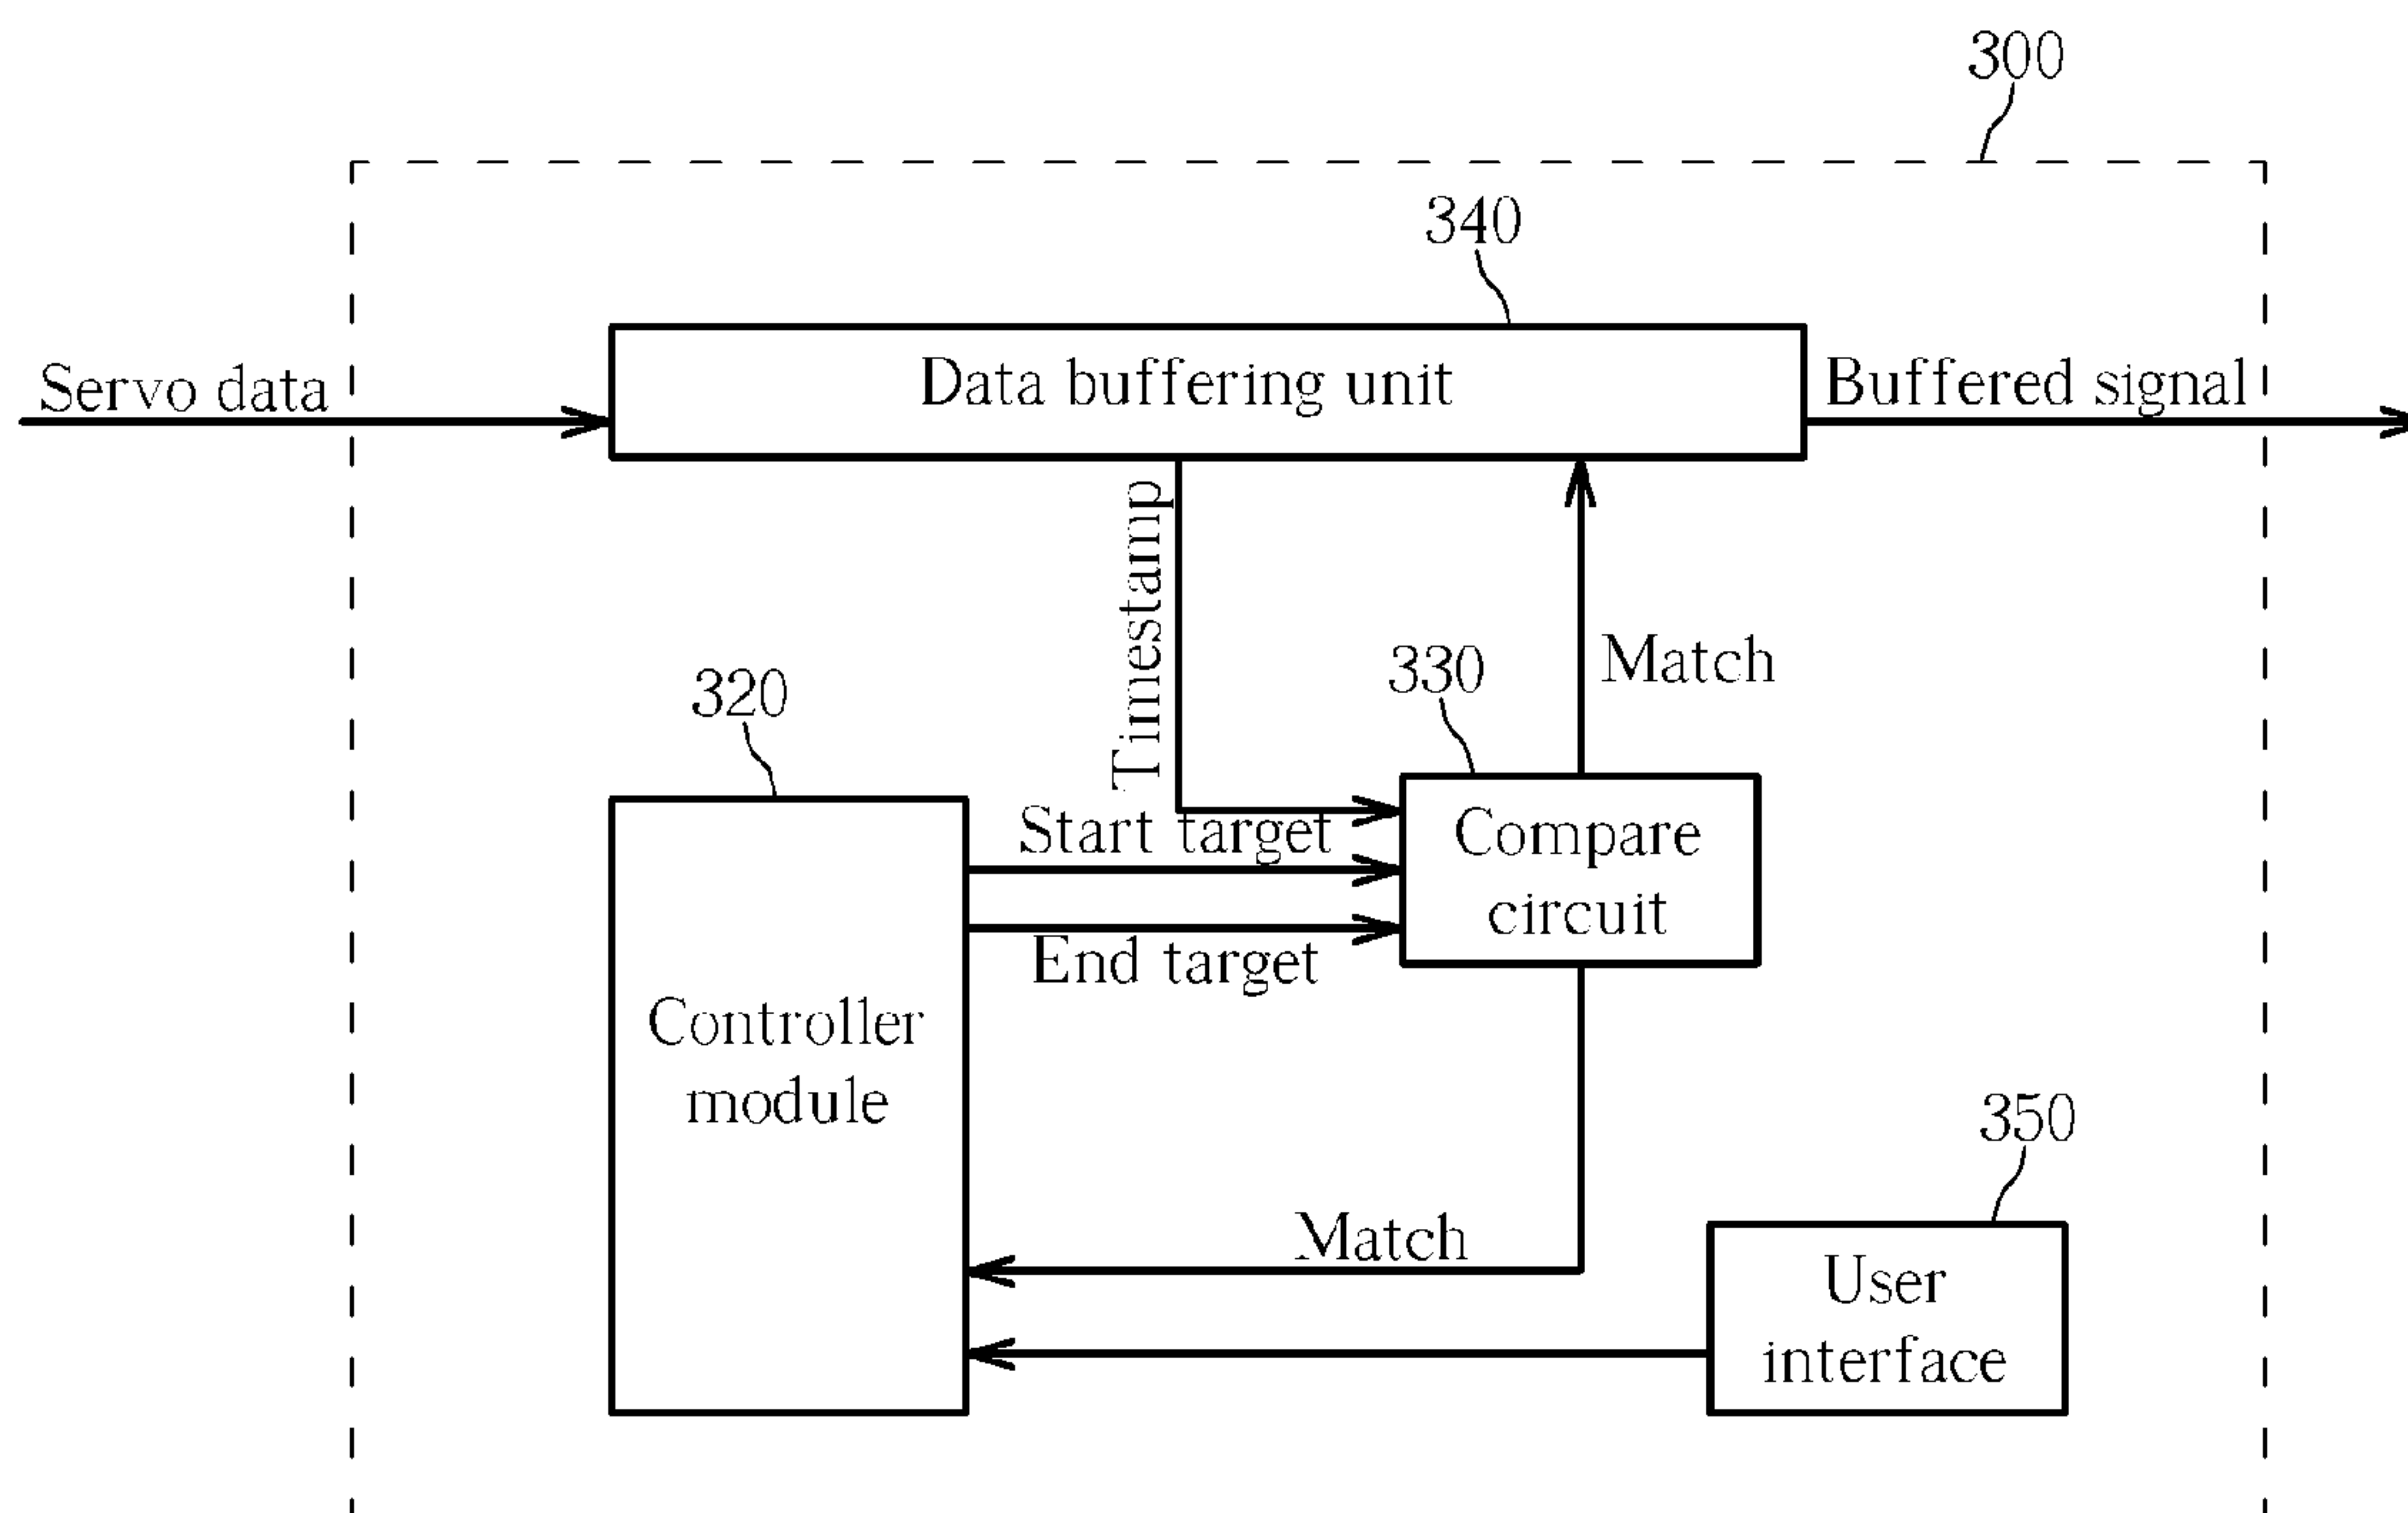 300
340
Servo data
Data buffering unit
Buffered signal
Timestamp
Match
330
320
Start target
Compare
circuit
End target
Controller
module
350
Match
User
interface